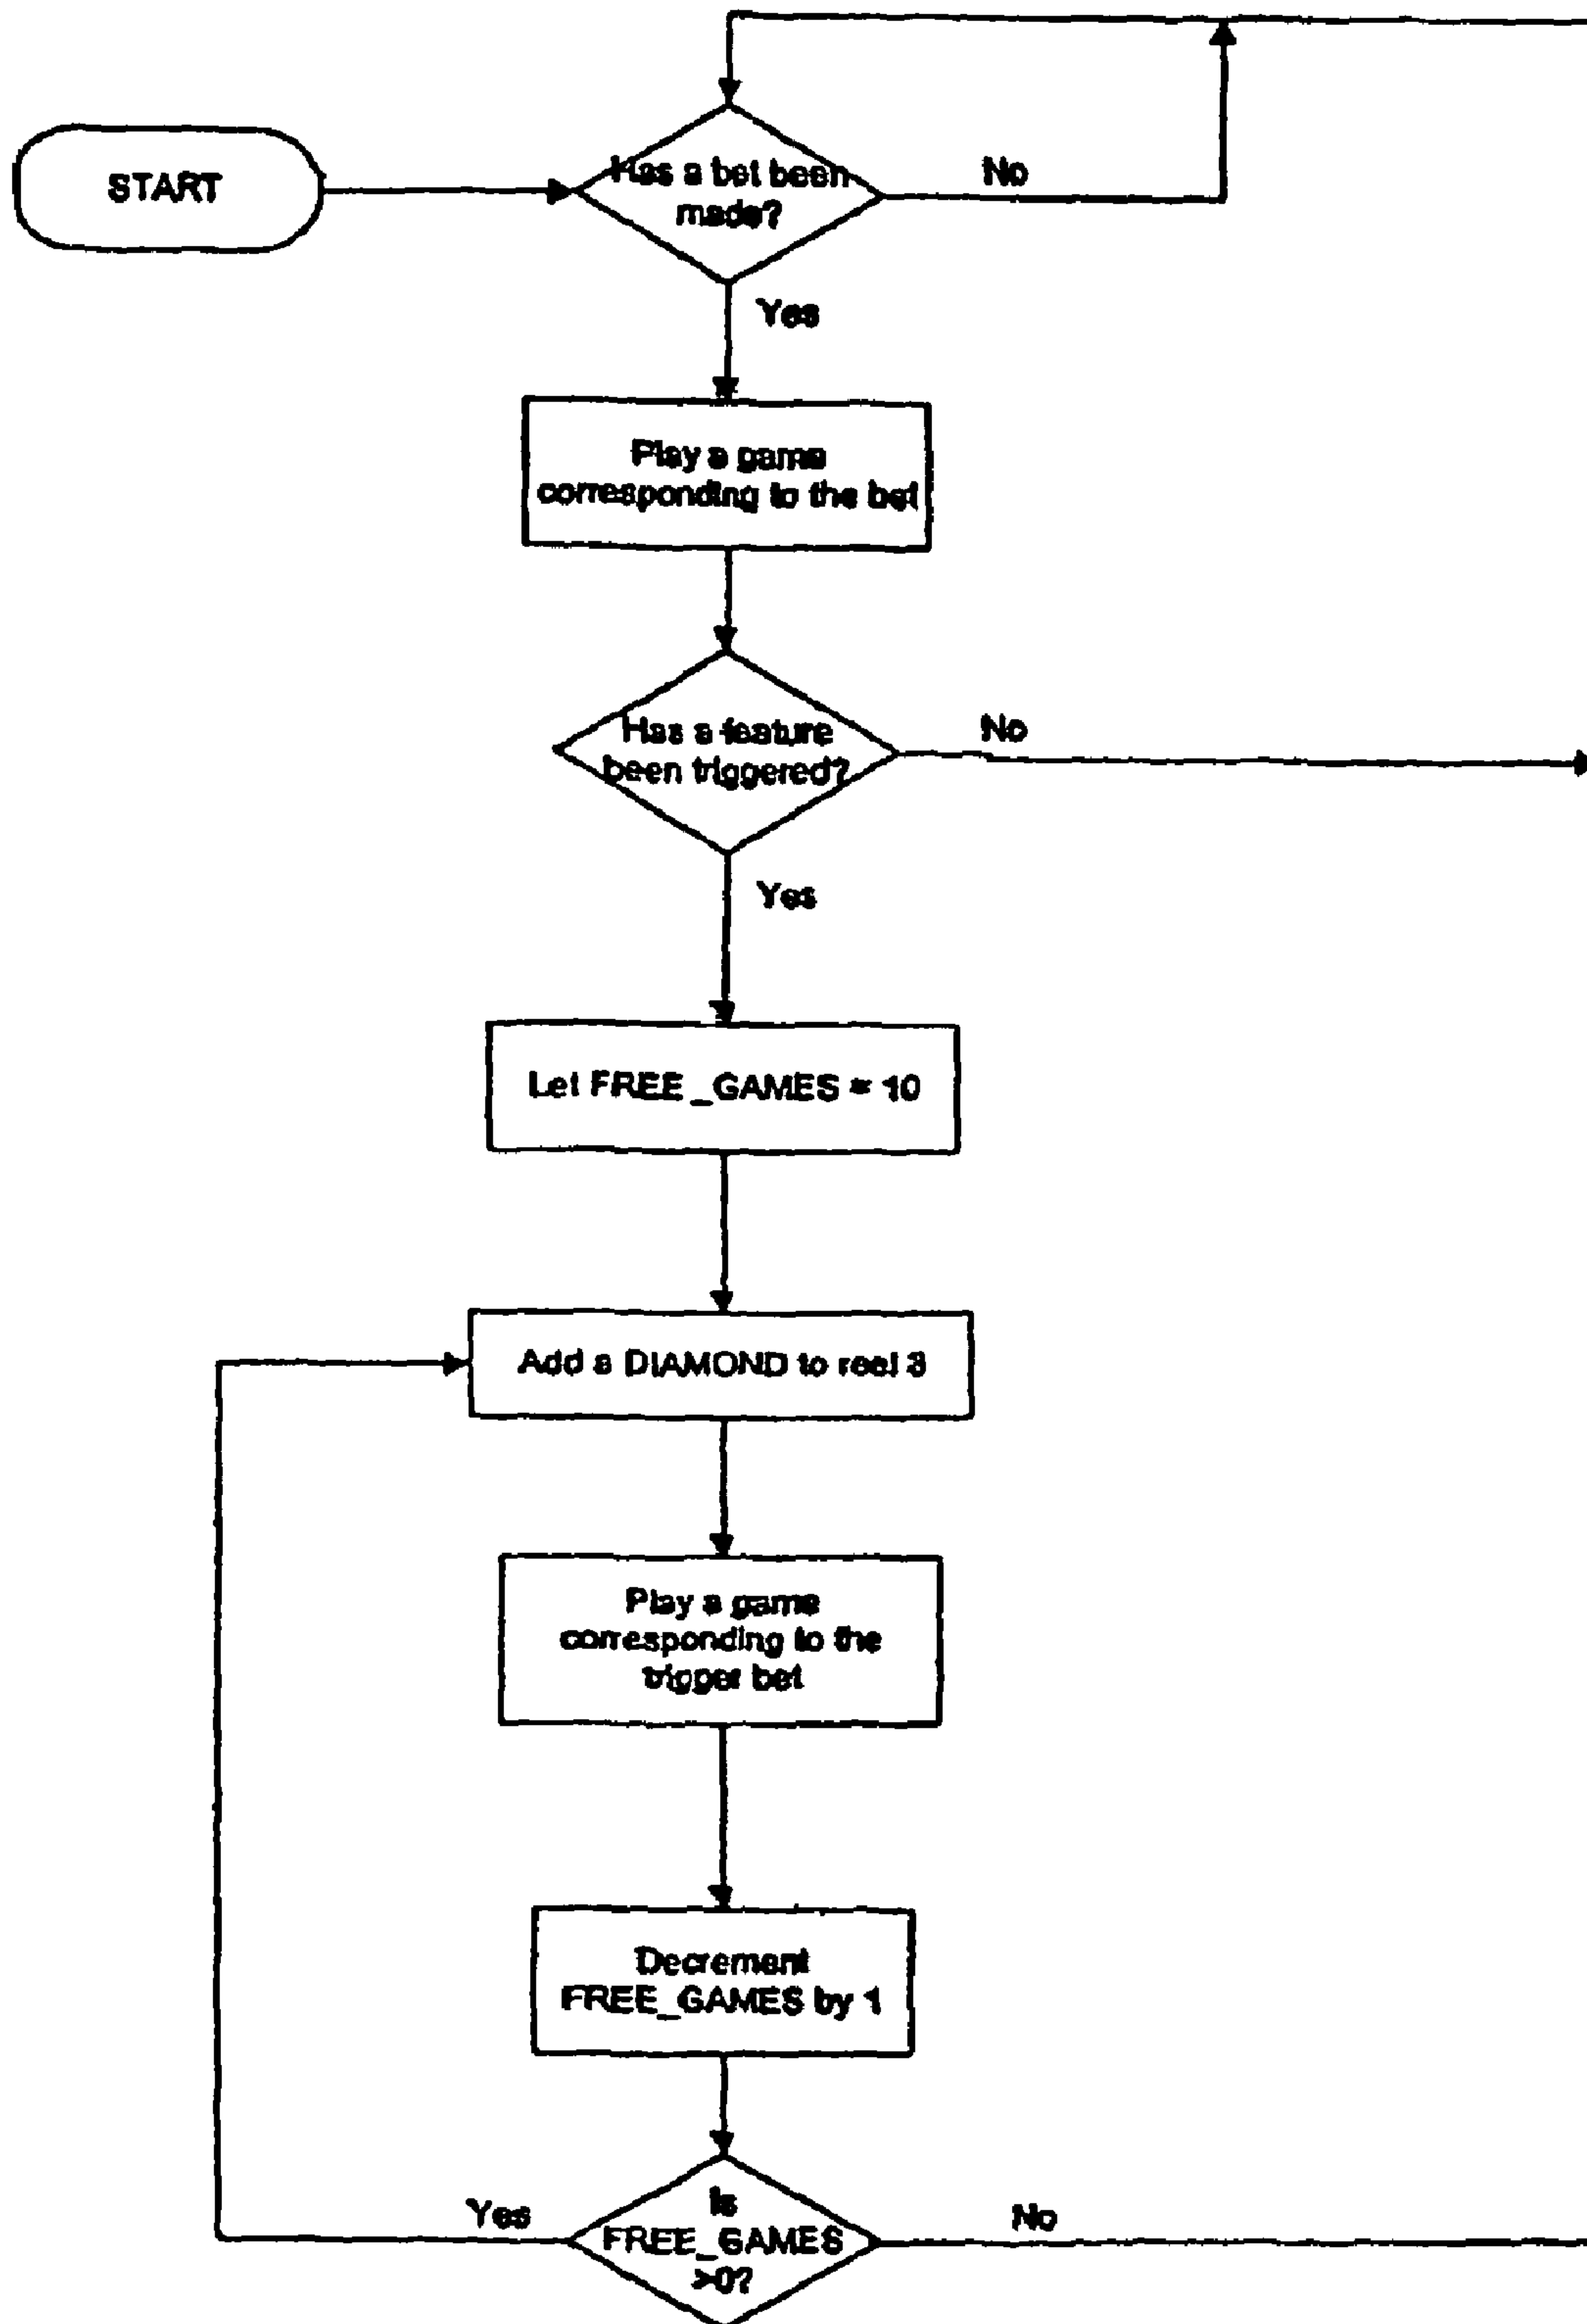 START
Has a bet been
made?
No
Yes
Play a game
corresponding to the bet
Has a feature
been triggered?
No
Yes
Let FREE_GAMES = 10
Add a DIAMOND to reel 3
Play a game
corresponding to the
trigger bet
Decrement
FREE_GAMES by 1
Is
FREE_GAMES
>0?
Yes
No